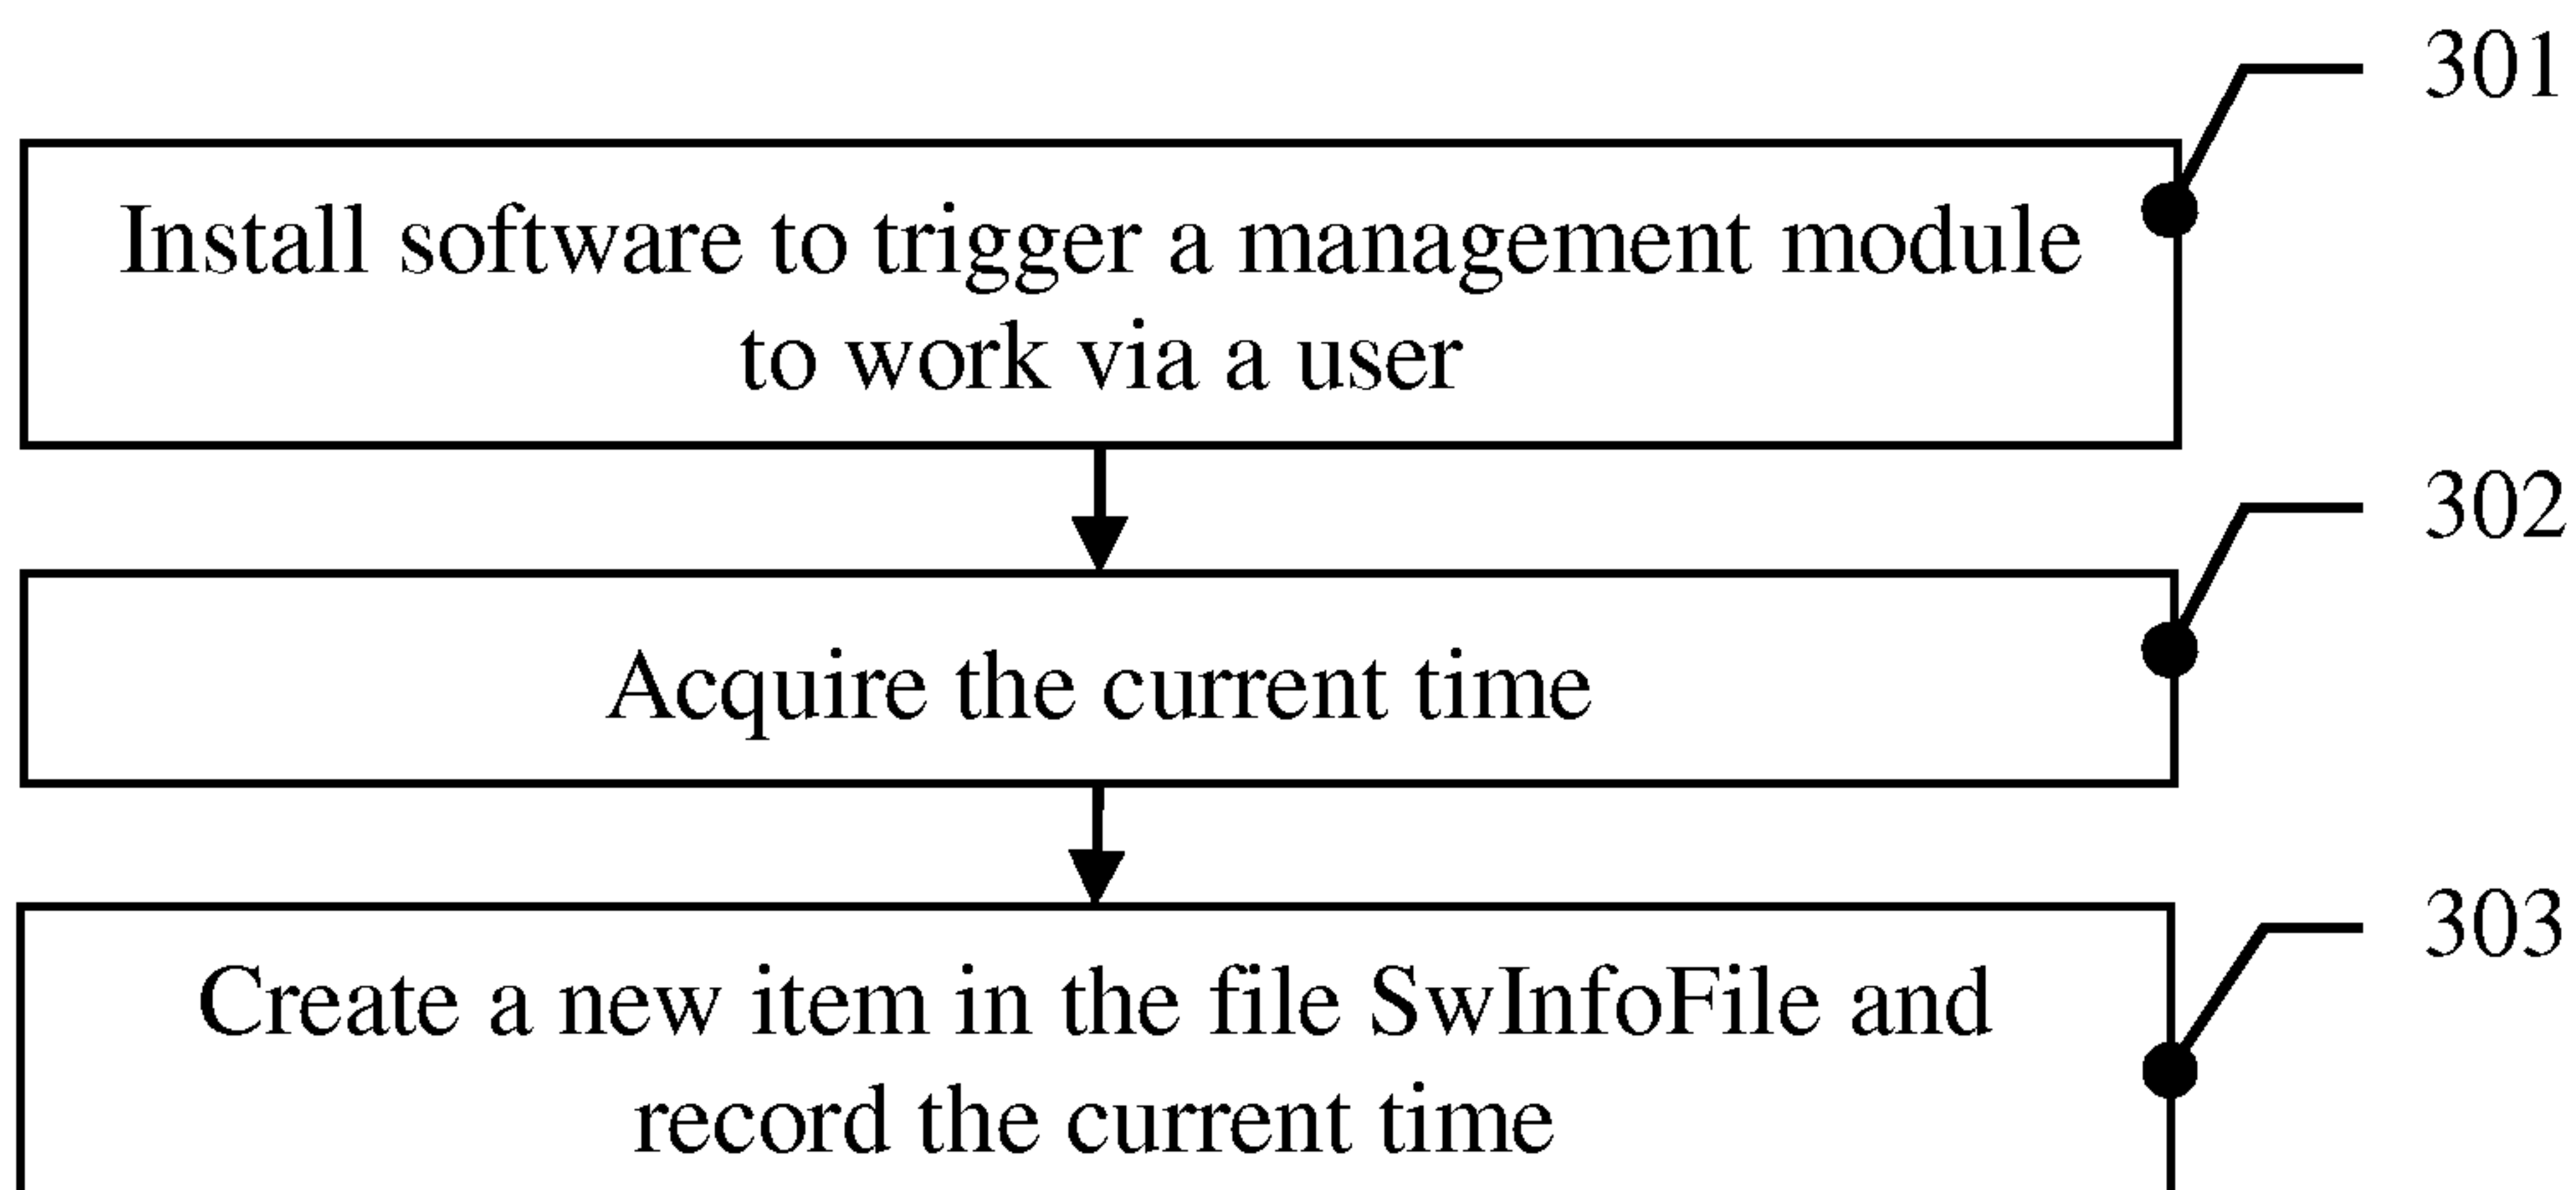 301
Install software to trigger a management module
to work via a user
302
Acquire the current time
303
Create a new item in the file SwInfoFile and
record the current time